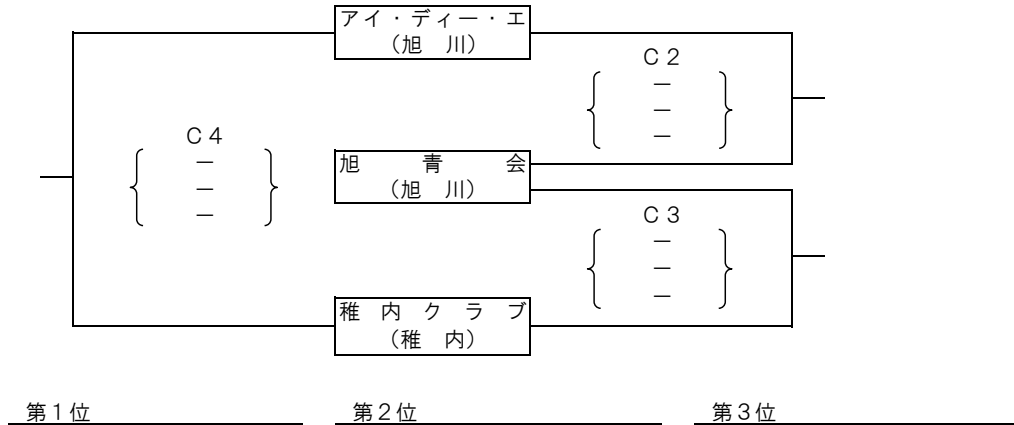 アイ・ディー・エ
（旭　川）
Ｃ２
－
－
－
Ｃ４
－
－
－
旭　青　会
（旭　川）
Ｃ３
－
－
－
稚内クラブ
（稚　内）
第１位　第２位　第３位